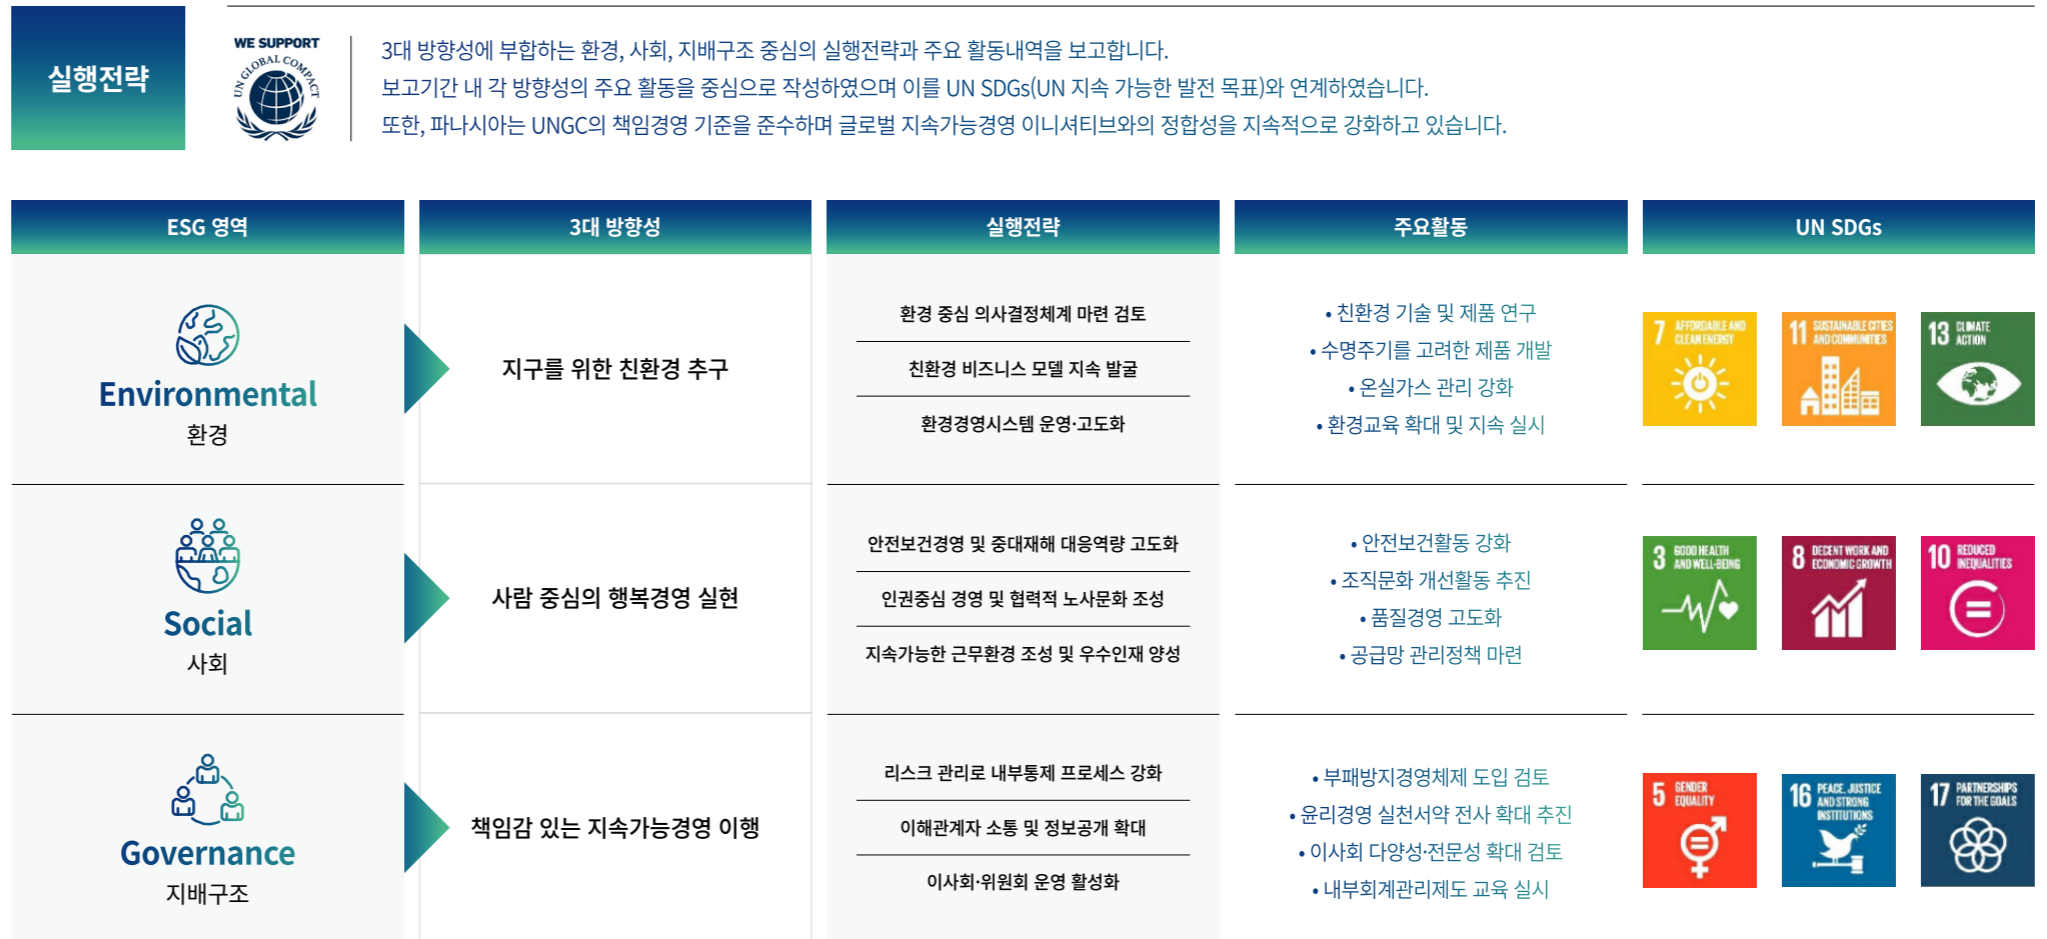 실행전략
WE SUPPORT
UN GLOBAL COMPACT
3대 방향성에 부합하는 환경, 사회, 지배구조 중심의 실행전략과 주요 활동내역을 보고합니다.
보고기간 내 각 방향성의 주요 활동을 중심으로 작성하였으며 이를 UN SDGs(UN 지속 가능한 발전 목표)와 연계하였습니다.
또한, 파나시아는 UNGC의 책임경영 기준을 준수하며 글로벌 지속가능경영 이니셔티브와의 정합성을 지속적으로 강화하고 있습니다.
ESG 영역
3대 방향성
실행전략
주요활동
UN SDGs
Environmental
환경
지구를 위한 친환경 추구
환경 중심 의사결정체계 마련 검토
친환경 비즈니스 모델 지속 발굴
환경경영시스템 운영·고도화
• 친환경 기술 및 제품 연구
• 수명주기를 고려한 제품 개발
• 온실가스 관리 강화
• 환경교육 확대 및 지속 실시
7 AFFORDABLE AND
CLEAN ENERGY
11 SUSTAINABLE CITIES
AND COMMUNITIES
13 CLIMATE
ACTION
Social
사회
사람 중심의 행복경영 실현
안전보건경영 및 중대재해 대응역량 고도화
인권중심 경영 및 협력적 노사문화 조성
지속가능한 근무환경 조성 및 우수인재 양성
• 안전보건활동 강화
• 조직문화 개선활동 추진
• 품질경영 고도화
• 공급망 관리정책 마련
3 GOOD HEALTH
AND WELL-BEING
8 DECENT WORK AND
ECONOMIC GROWTH
10 REDUCED
INEQUALITIES
Governance
지배구조
책임감 있는 지속가능경영 이행
리스크 관리로 내부통제 프로세스 강화
이해관계자 소통 및 정보공개 확대
이사회·위원회 운영 활성화
• 부패방지경영체제 도입 검토
• 윤리경영 실천서약 전사 확대 추진
• 이사회 다양성·전문성 확대 검토
• 내부회계관리제도 교육 실시
5 GENDER
EQUALITY
16 PEACE, JUSTICE
AND STRONG
INSTITUTIONS
17 PARTNERSHIPS
FOR THE GOALS